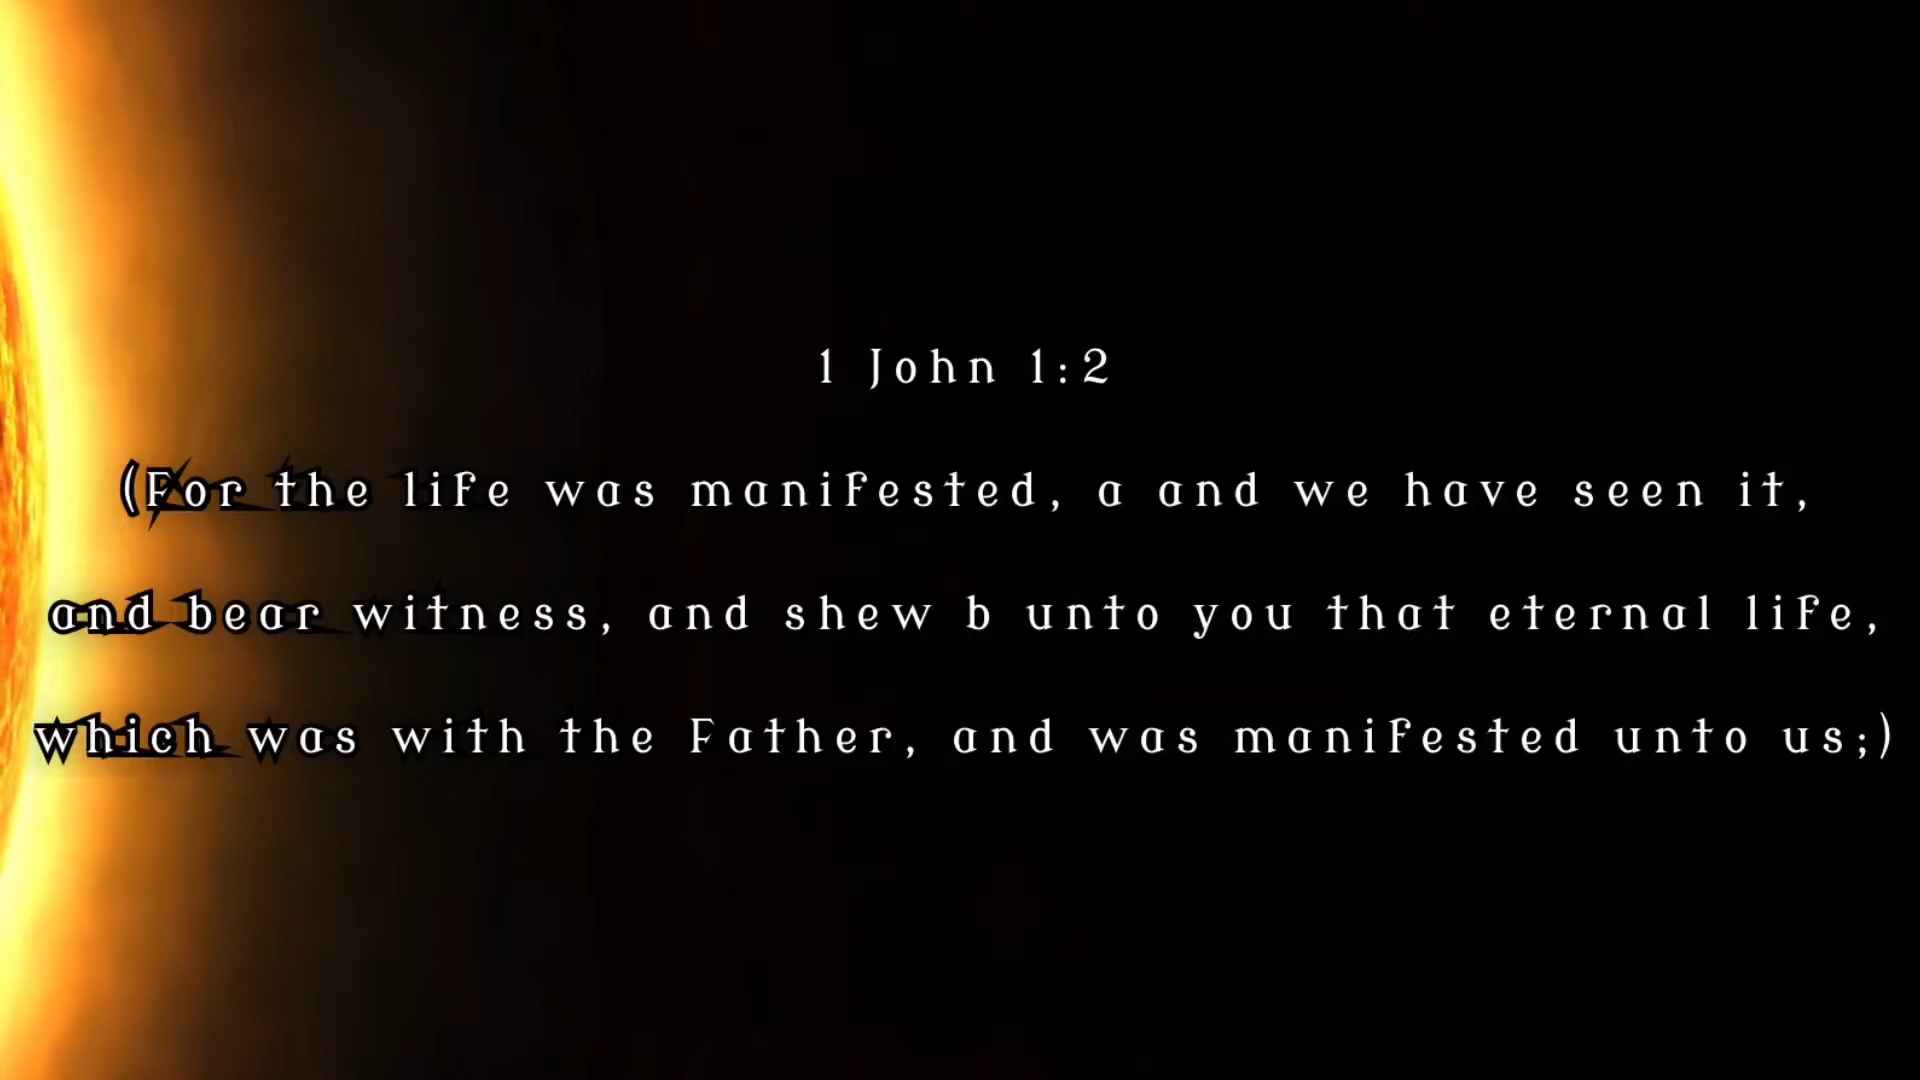 1 John 1:2
(For the life was manifested, a and we have seen it,
and bear witness, and shew b unto you that eternal life,
which was with the Father, and was manifested unto us;)